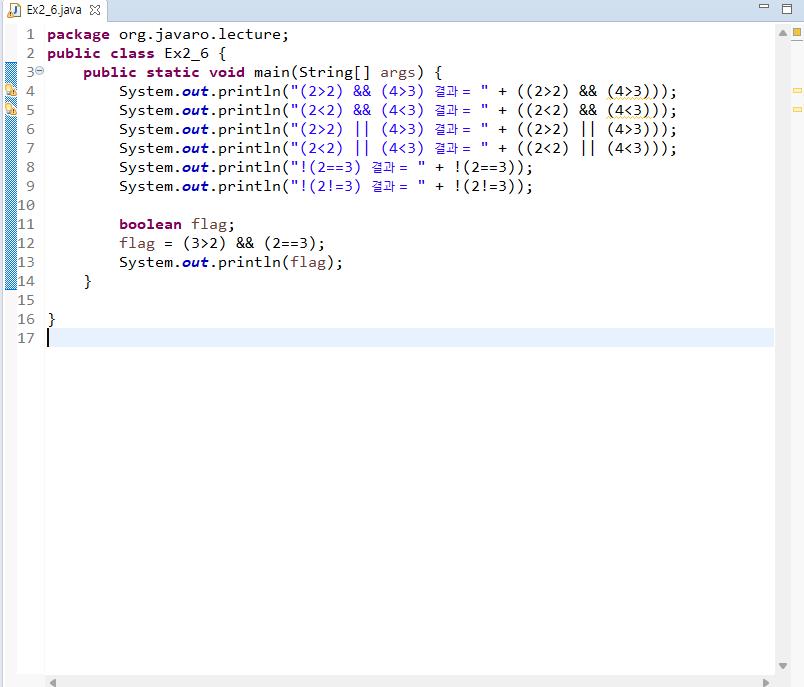 Ex2_6.java
1 package org.javaro.lecture;
2 public class Ex2_6 {
3 public static void main(String[] args) {
4 System.out.println("(2>2) && (4>3) 결과 = " + ((2>2) && (4>3)));
5 System.out.println("(2<2) && (4<3) 결과 = " + ((2<2) && (4<3)));
6 System.out.println("(2>2) || (4>3) 결과 = " + ((2>2) || (4>3)));
7 System.out.println("(2<2) || (4<3) 결과 = " + ((2<2) || (4<3)));
8 System.out.println("!(2==3) 결과 = " + !(2==3));
9 System.out.println("!(2!=3) 결과 = " + !(2!=3));
10
11 boolean flag;
12 flag = (3>2) && (2==3);
13 System.out.println(flag);
14 }
15
16 }
17